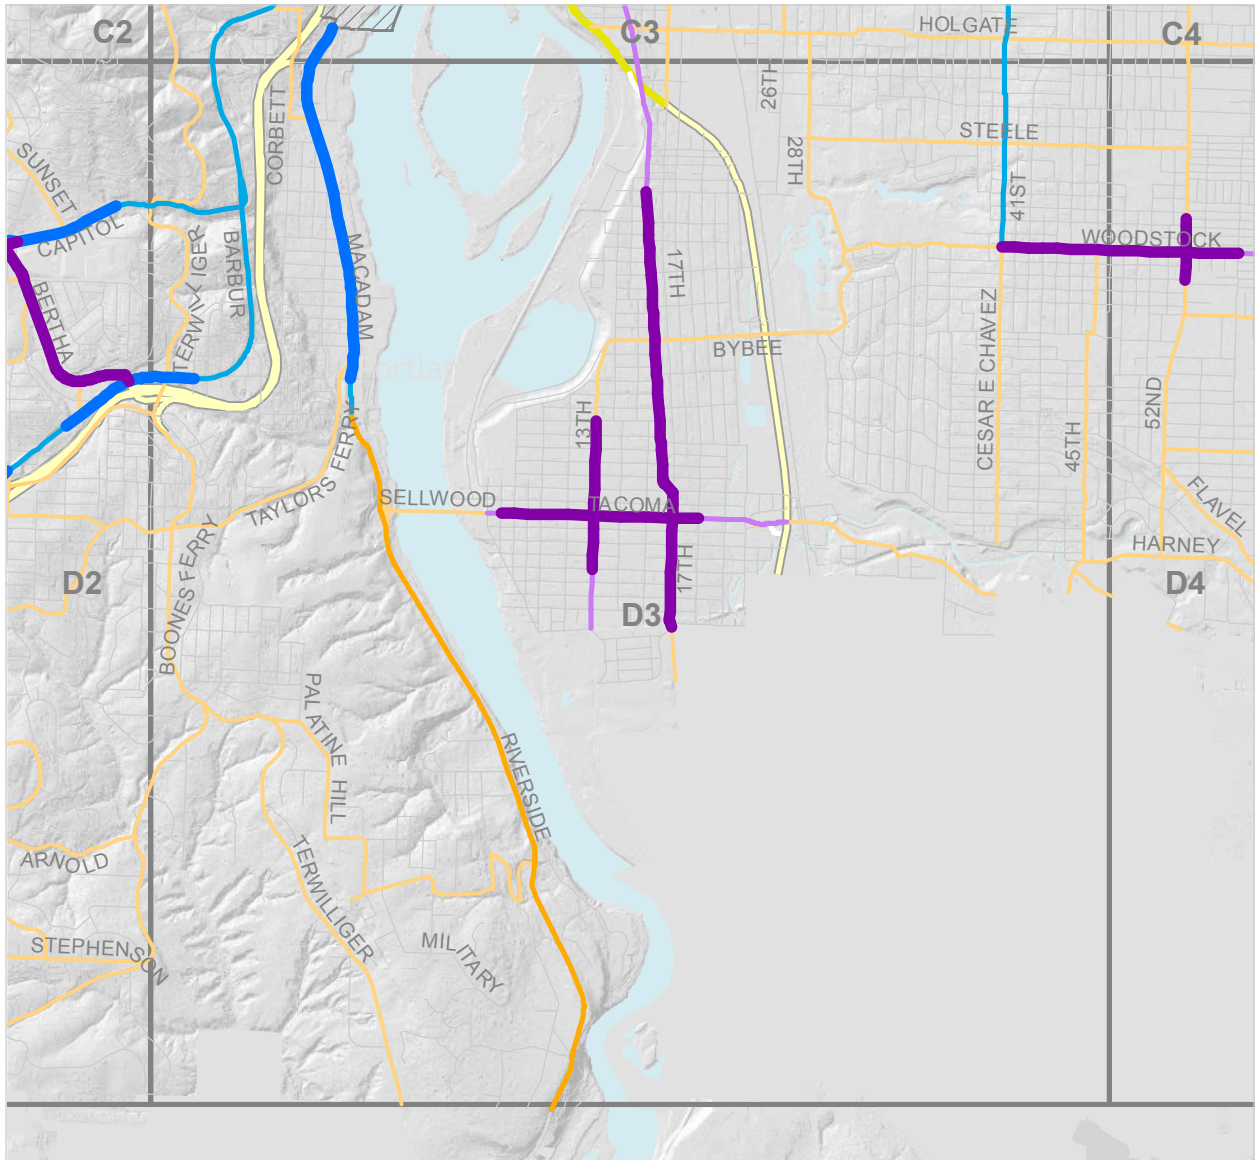 C2
C3
C4
HOLGATE
26TH
CORBETT
STEELE
28TH
SUNSET
41ST
CAPITOL
TERWILLIGER
BARBUR
MACADAM
17TH
WOODSTOCK
BERTHA
BYBEE
CESAR E CHAVEZ
52ND
13TH
45TH
TAYLORS FERRY
SELLWOOD
TACOMA
FLAVEL
BOONES FERRY
HARNEY
17TH
D2
D3
D4
PALATINE HILL
RIVERSIDE
ARNOLD
TERWILLIGER
STEPHENSON
MILITARY